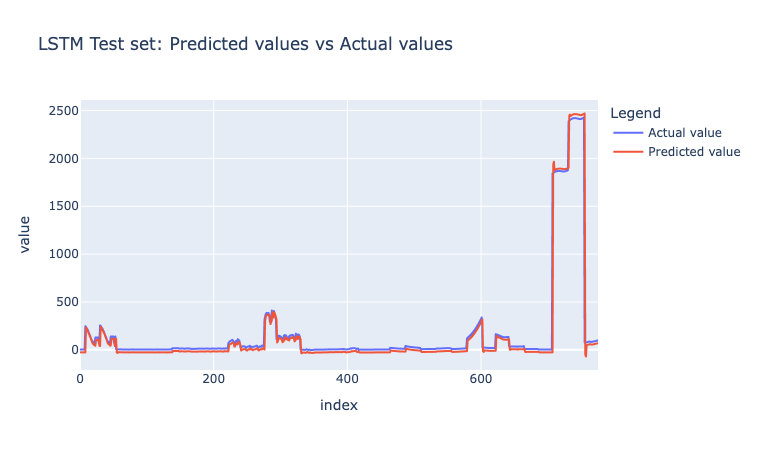 LSTM Test set: Predicted values vs Actual values
Legend
Actual value
Predicted value
2500
2000
1500
1000
500
0
value
0
200
400
600
index